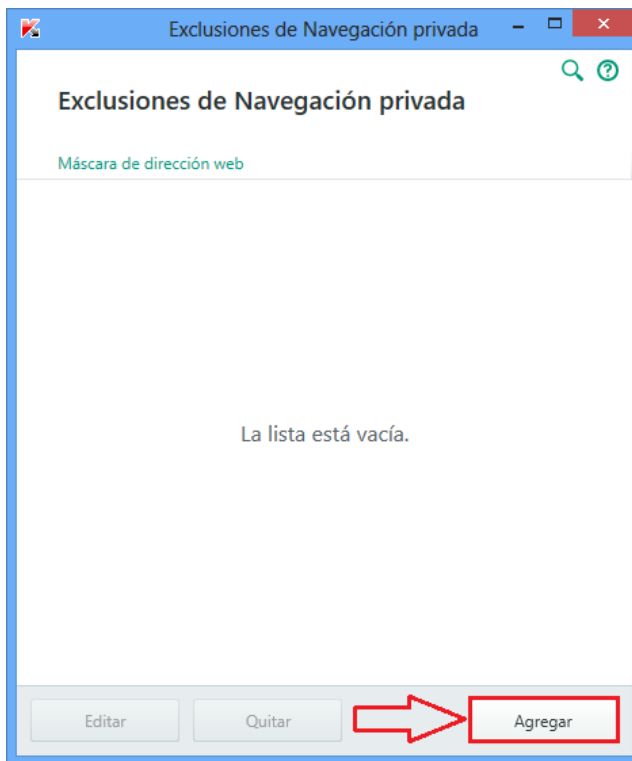 Exclusiones de Navegación privada
Exclusiones de Navegación privada
Máscara de dirección web
La lista está vacía.
Editar
Quitar
Agregar